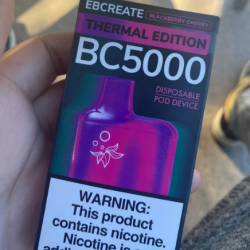 EBCREATE BLACKBERRY CHERRY
THERMAL EDITION
BC5000
DISPOSABLE
POD DEVICE
WARNING:
This product
contains nicotine.
Nicotine is